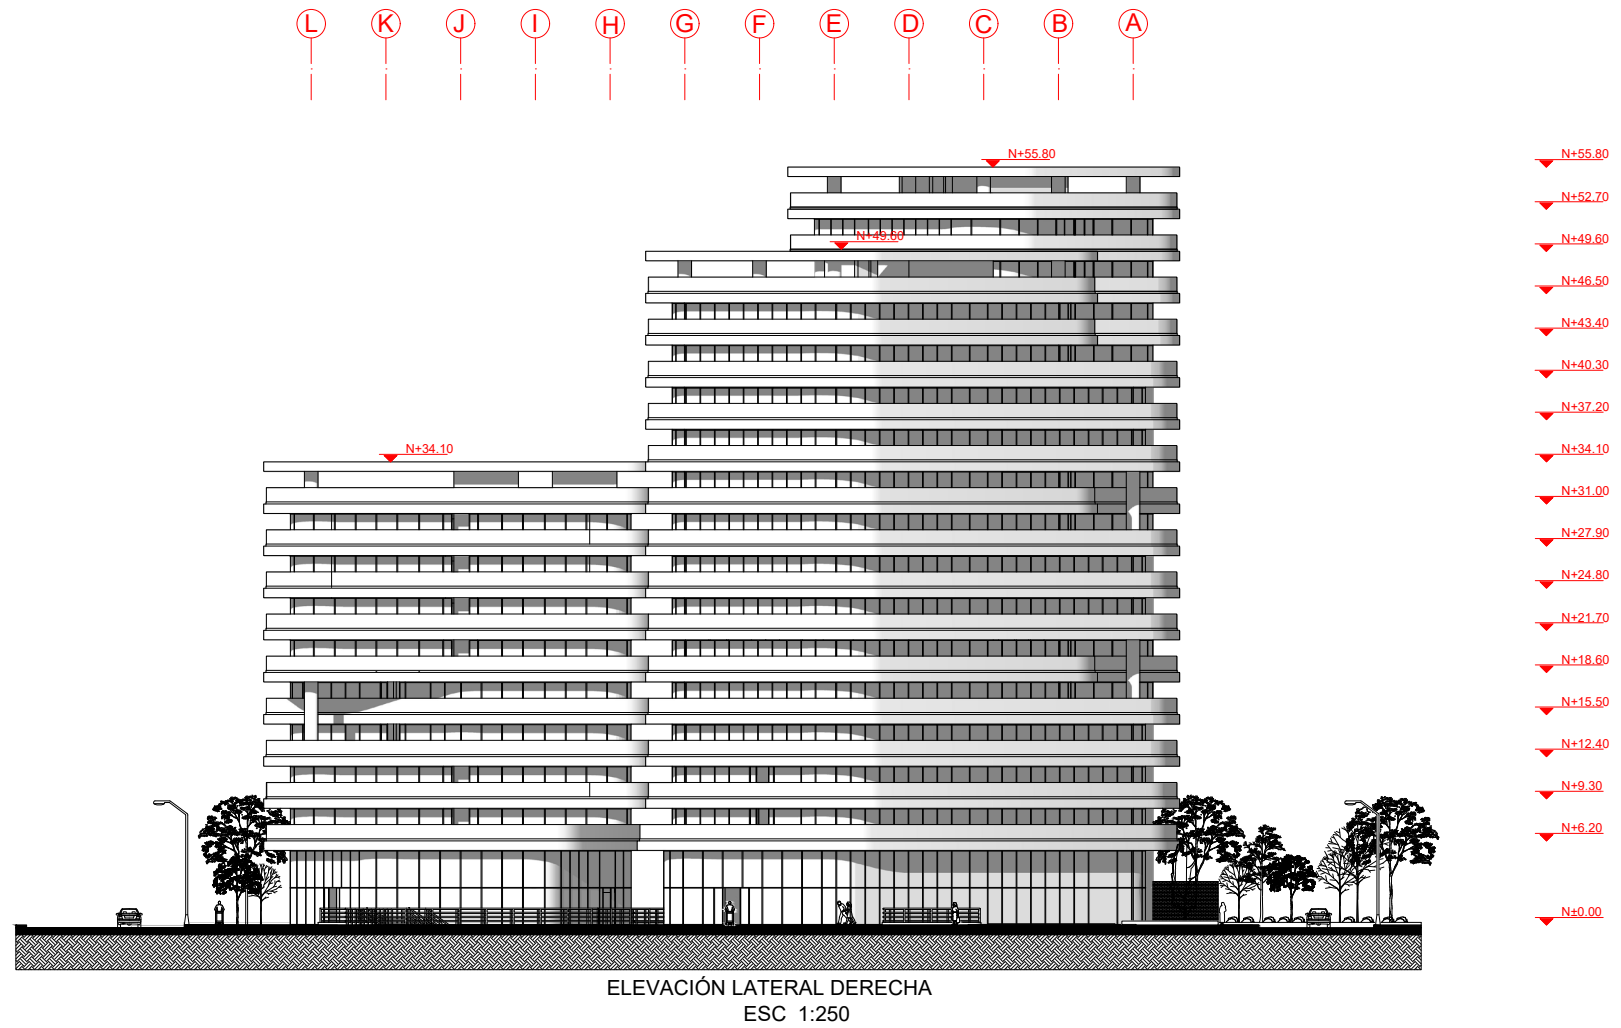 L K J I H G F E D C B A
N+55.80
N+55.80
N+52.70
N+49.60
N+49.60
N+46.50
N+43.40
N+40.30
N+37.20
N+34.10
N+34.10
N+31.00
N+27.90
N+24.80
N+21.70
N+18.60
N+15.50
N+12.40
N+9.30
N+6.20
N±0.00
ELEVACIÓN LATERAL DERECHA
ESC 1:250